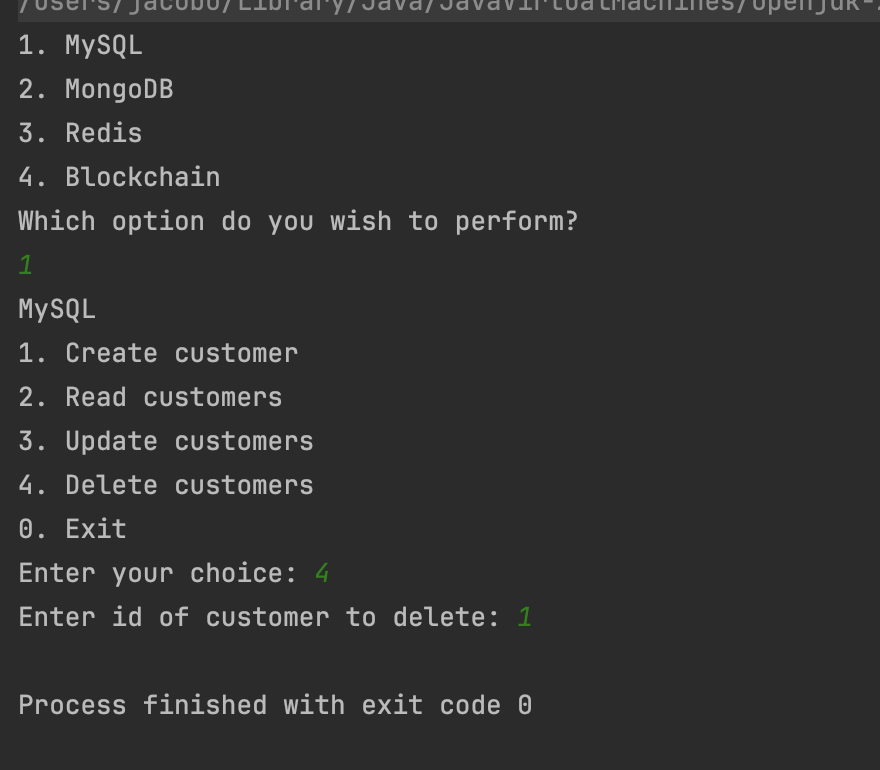 /Users/jacobo/Library/Java/JavaVirtualMachines/openjdk-
1. MySQL
2. MongoDB
3. Redis
4. Blockchain
Which option do you wish to perform?
1
MySQL
1. Create customer
2. Read customers
3. Update customers
4. Delete customers
0. Exit
Enter your choice: 4
Enter id of customer to delete: 1
Process finished with exit code 0